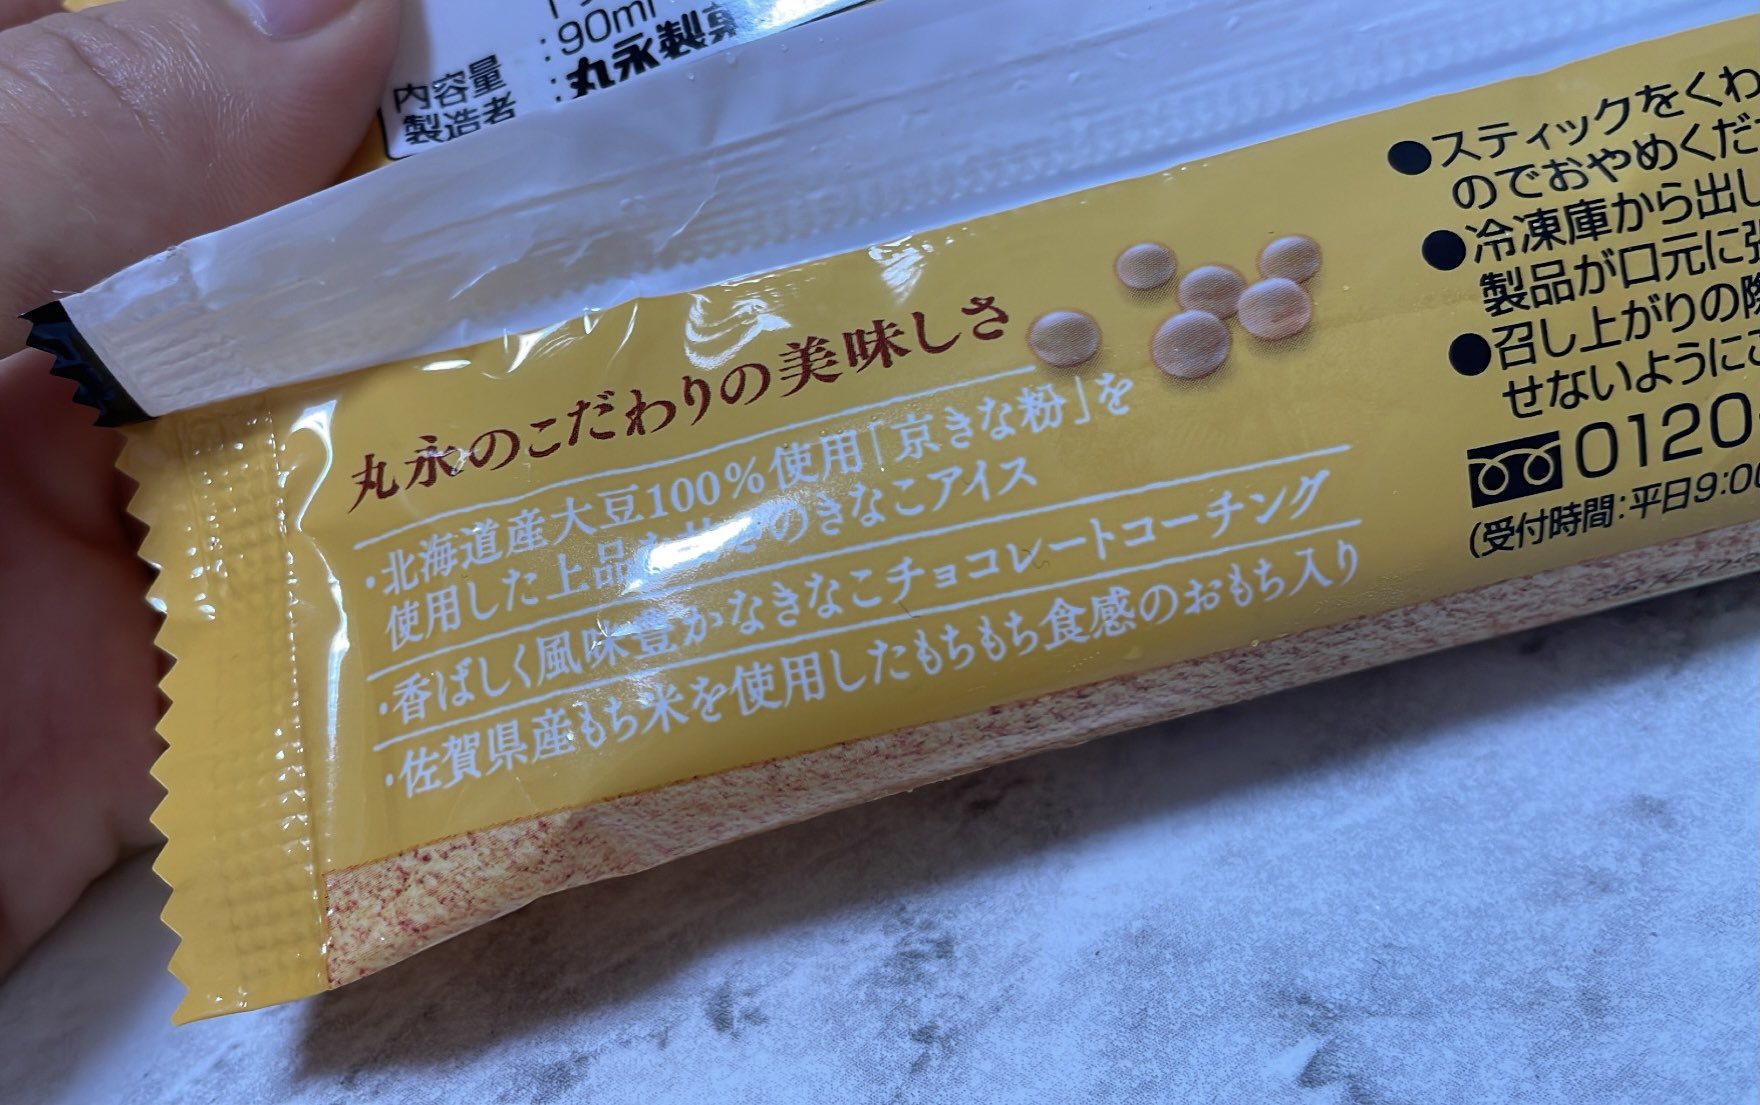 90ml
内容量
製造者
:丸永製菓
丸永のこだわりの美味しさ
・北海道産大豆100%使用「京きな粉」を
使用した上品な甘さのきなこアイス
・香ばしく風味豊かなきなこチョコレートコーチング
・佐賀県産もち米を使用したもちもち食感のおもち入り
●スティックをくわ
のでおやめくだ
●冷凍庫から出し
製品が口元に張
●召し上がりの際
せないようにご
0120
(受付時間:平日9:00